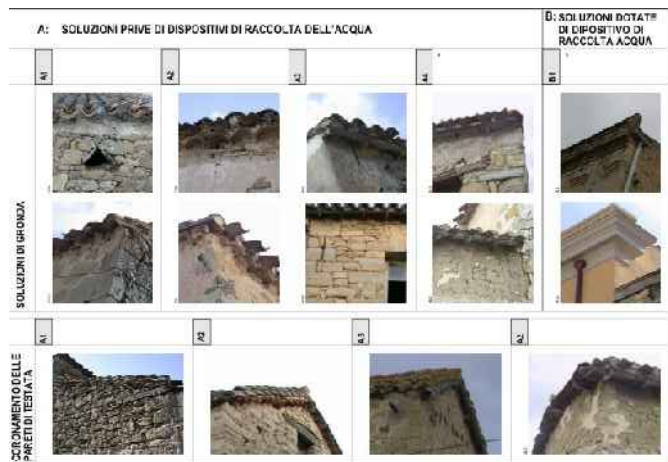 A: SOLUZIONI PRIVE DI DISPOSITIVI DI RACCOLTA DELL'ACQUA
B: SOLUZIONI DOTATE
DI DIPOSITIVO DI
RACCOLTA ACQUA
A1
A2
A3
A4
B1
SOLUZIONI DI GRONDA
A1
A2
A3
A2
CORONAMENTO DELLE
PARETI DI TESTATA